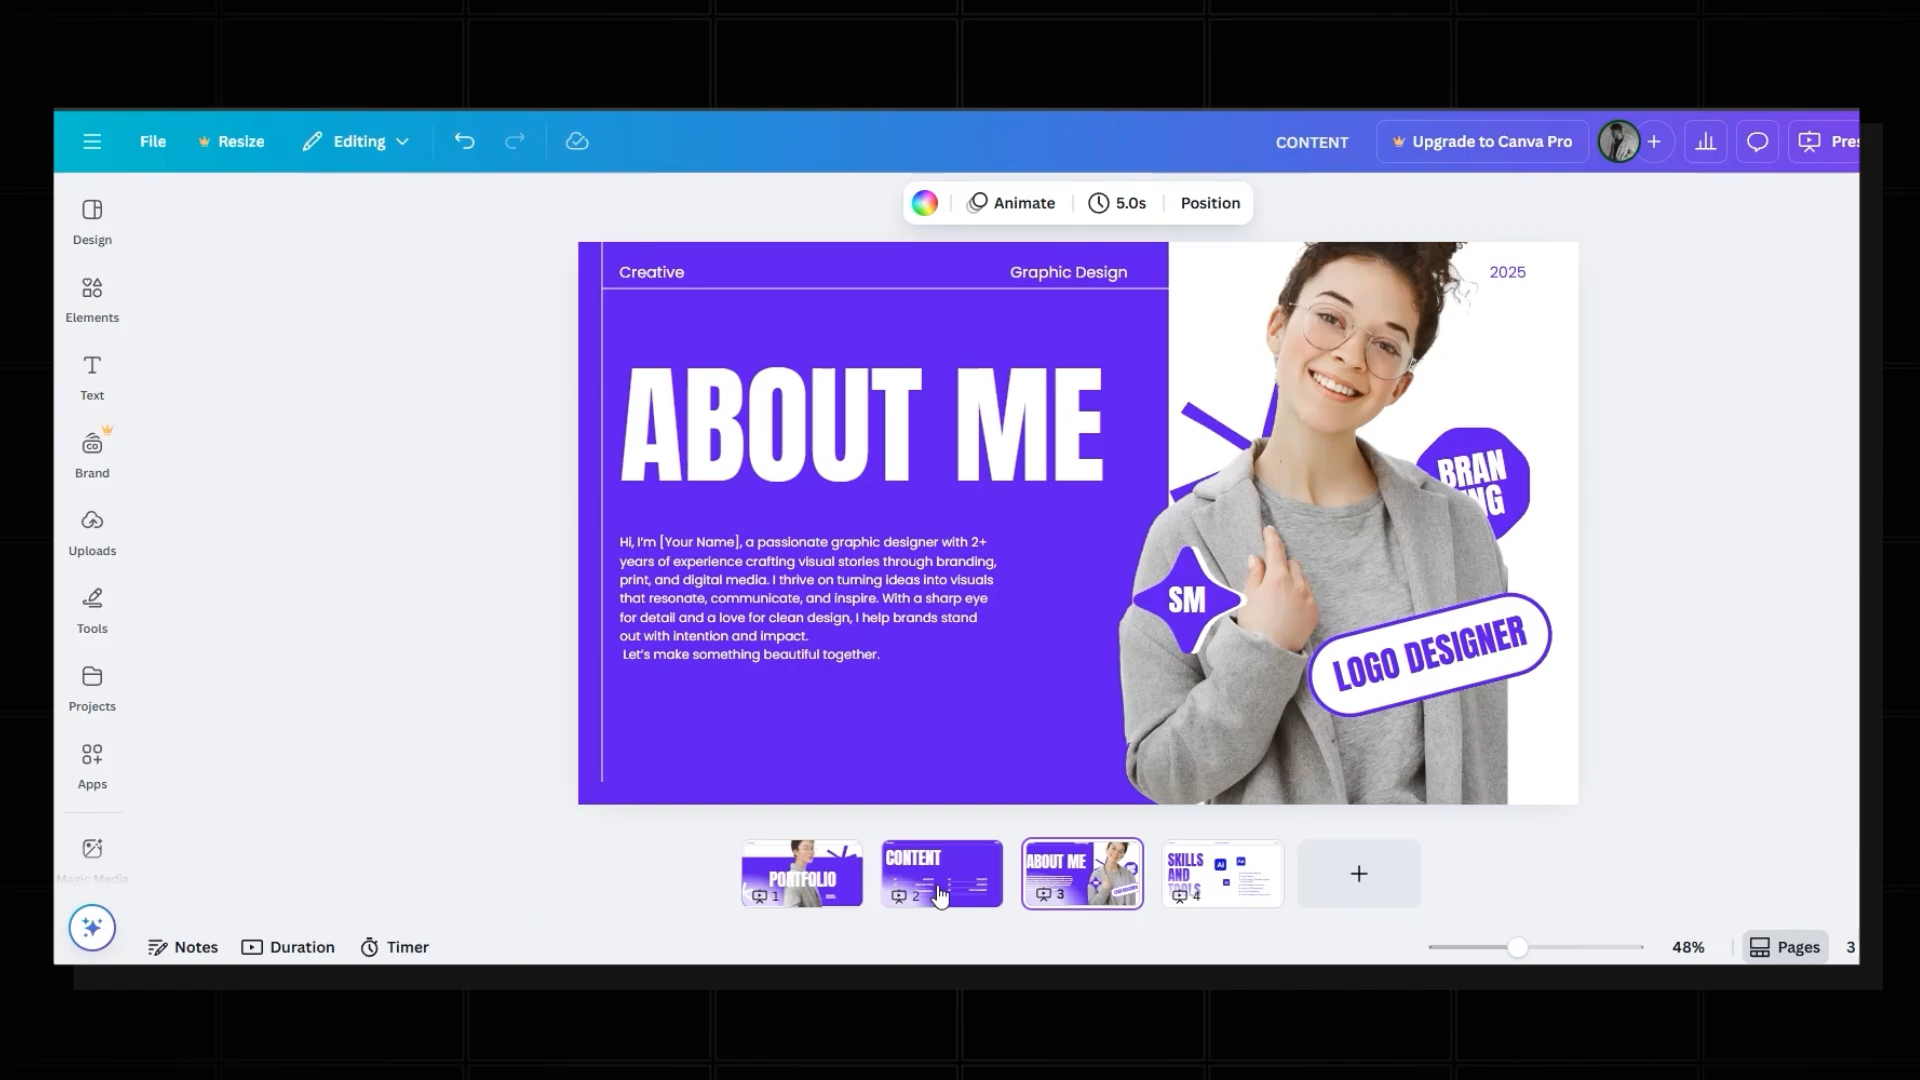 File
Resize
Editing
CONTENT
Upgrade to Canva Pro
Design
Elements
Text
Brand
Uploads
Tools
Projects
Apps
Magic Media
Animate
5.0s
Position
Creative
Graphic Design
2025
ABOUT ME
Hi, I'm [Your Name], a passionate graphic designer with 2+
years of experience crafting visual stories through branding,
print, and digital media. I thrive on turning ideas into visuals
that resonate, communicate, and inspire. With a sharp eye
for detail and a love for clean design, I help brands stand
out with intention and impact.
Let's make something beautiful together.
BRAN
NG
SM
LOGO DESIGNER
PORTFOLIO
1
CONTENT
2
ABOUT ME
3
SKILLS
AND
TOOLS
4
Notes
Duration
Timer
48%
Pages
3